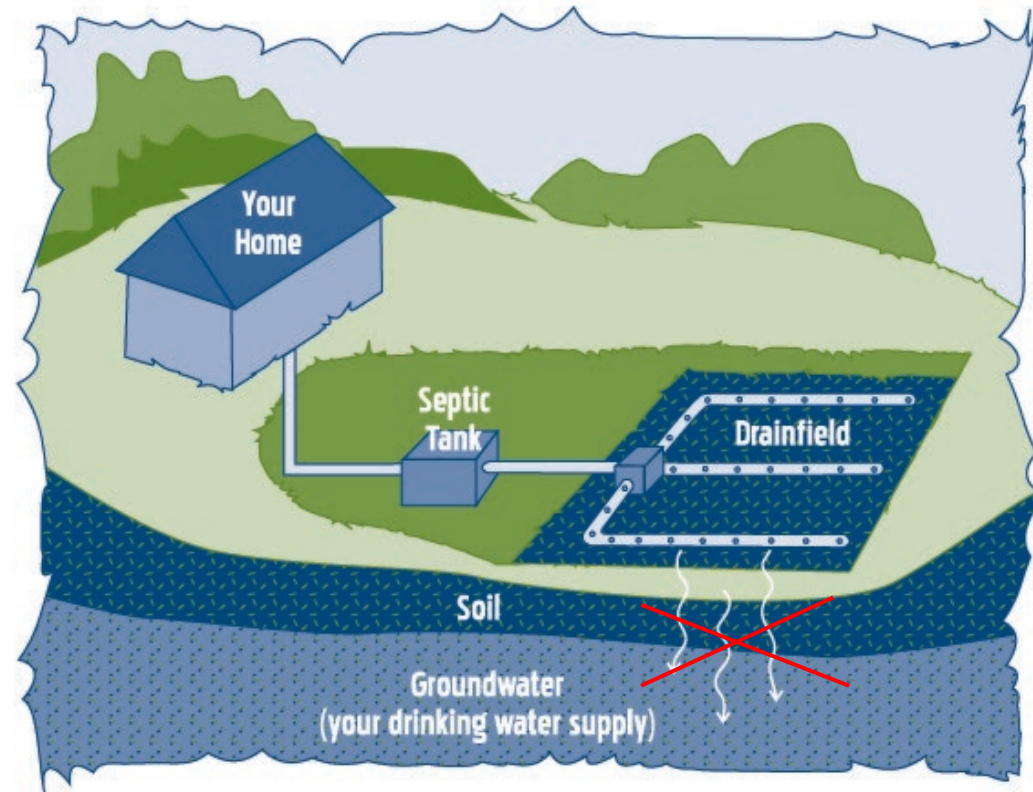 Your
Home
Septic
Tank
Drainfield
Soil
Groundwater
(your drinking water supply)